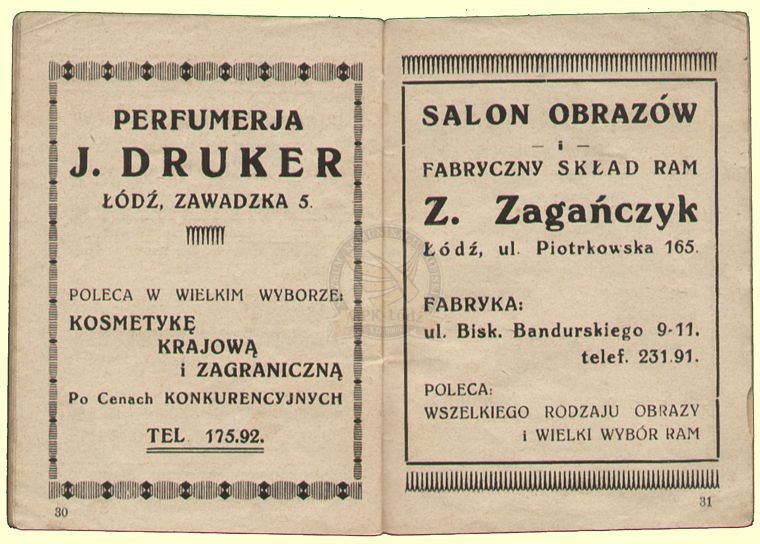 PERFUMERJA
J. DRUKER
ŁÓDŹ, ZAWADZKA 5.
POLECA W WIELKIM WYBORZE:
KOSMETYKĘ
KRAJOWĄ
i ZAGRANICZNĄ
Po Cenach KONKURENCYJNYCH
TEL 175.92.
30
SALON OBRAZÓW
– i –
FABRYCZNY SKŁAD RAM
Z. Zagańczyk
Łódź, ul. Piotrkowska 165.
FABRYKA:
ul. Bisk. Bandurskiego 9-11.
telef. 231.91.
POLECA:
WSZELKIEGO RODZAJU OBRAZY
i WIELKI WYBÓR RAM
31